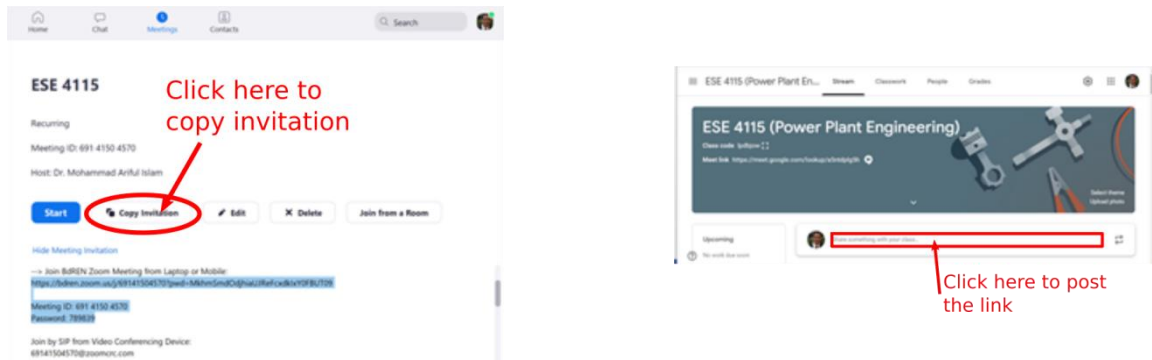 Home Chat Meetings Contacts
Search
ESE 4115
Click here to
copy invitation
Recurring
Meeting ID: 691 4150 4570
Host: Dr. Mohammad Ariful Islam
Start Copy Invitation Edit Delete Join from a Room
Hide Meeting Invitation
---> Join BdREN Zoom Meeting from Laptop or Mobile:
Meeting ID: 691 4150 4570
Password: 789839
Join by SIP from Video Conferencing Device:
69141504570@zoomcrc.com
ESE 4115 (Power Plant En... Stream Classwork People Grades
ESE 4115 (Power Plant Engineering)
Class code
Meet link
Select theme
Upload photo
Upcoming
No work due soon
Share something with your class...
Click here to post
the link